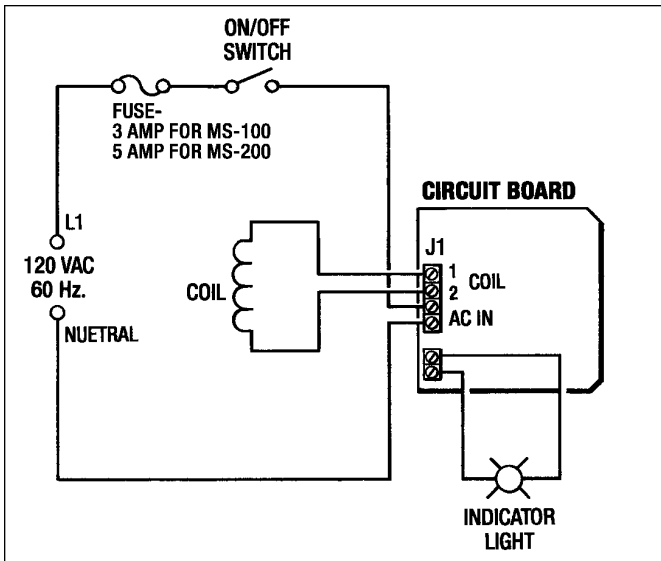 ON/OFF
SWITCH
FUSE-
3 AMP FOR MS-100
5 AMP FOR MS-200
CIRCUIT BOARD
L1
120 VAC
60 Hz.
NUETRAL
COIL
J1
1
2
COIL
AC IN
INDICATOR
LIGHT